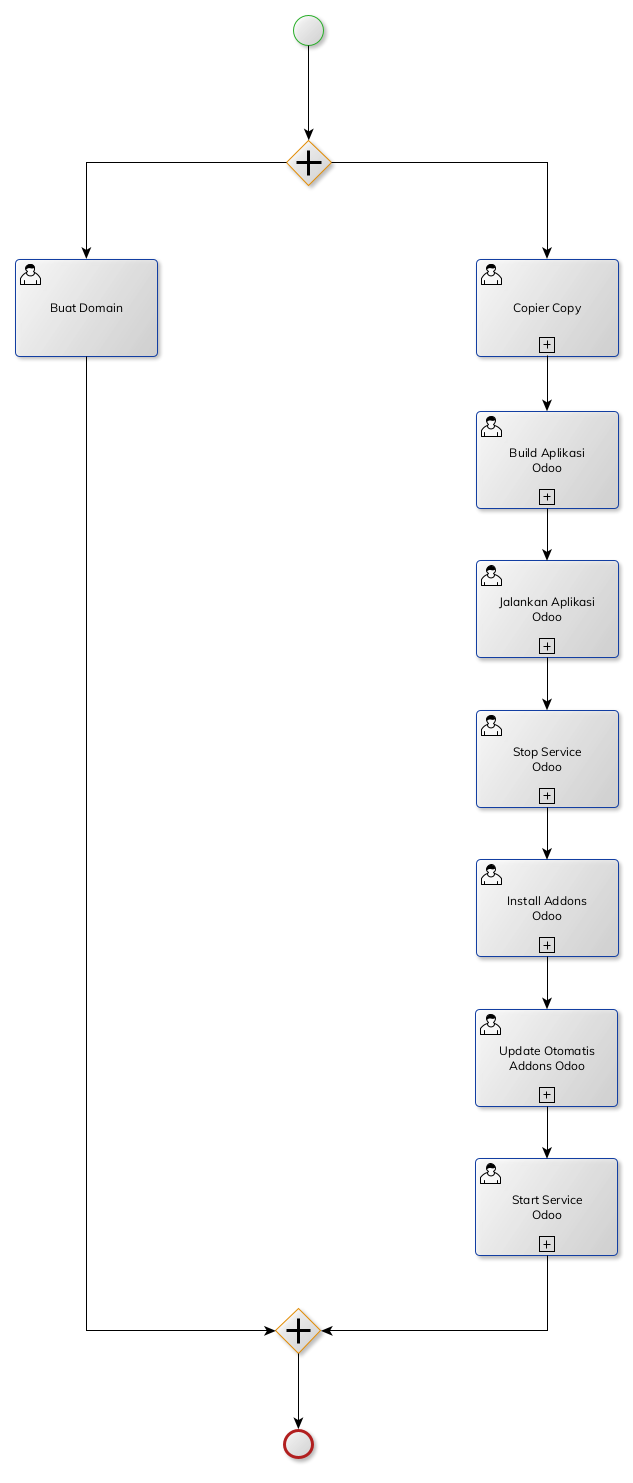 Buat Domain
Copier Copy
Build Aplikasi
Odoo
Jalankan Aplikasi
Odoo
Stop Service
Odoo
Install Addons
Odoo
Update Otomatis
Addons Odoo
Start Service
Odoo